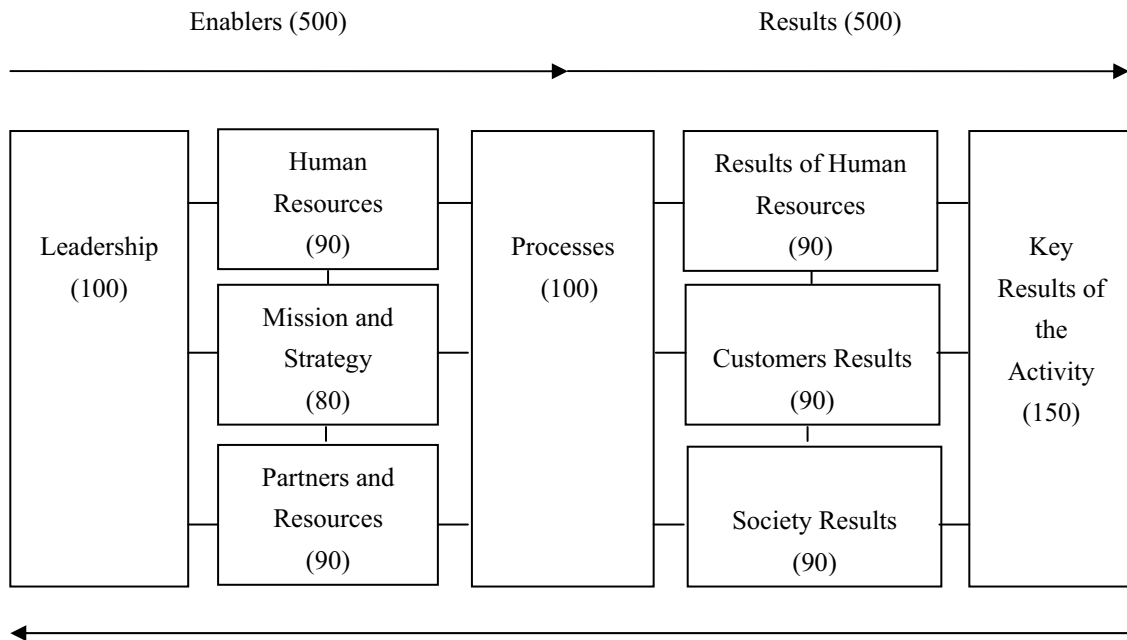 Enablers (500)
Results (500)
Leadership
(100)
Human
Resources
(90)
Mission and
Strategy
(80)
Partners and
Resources
(90)
Processes
(100)
Results of Human
Resources
(90)
Customers Results
(90)
Society Results
(90)
Key
Results of
the
Activity
(150)